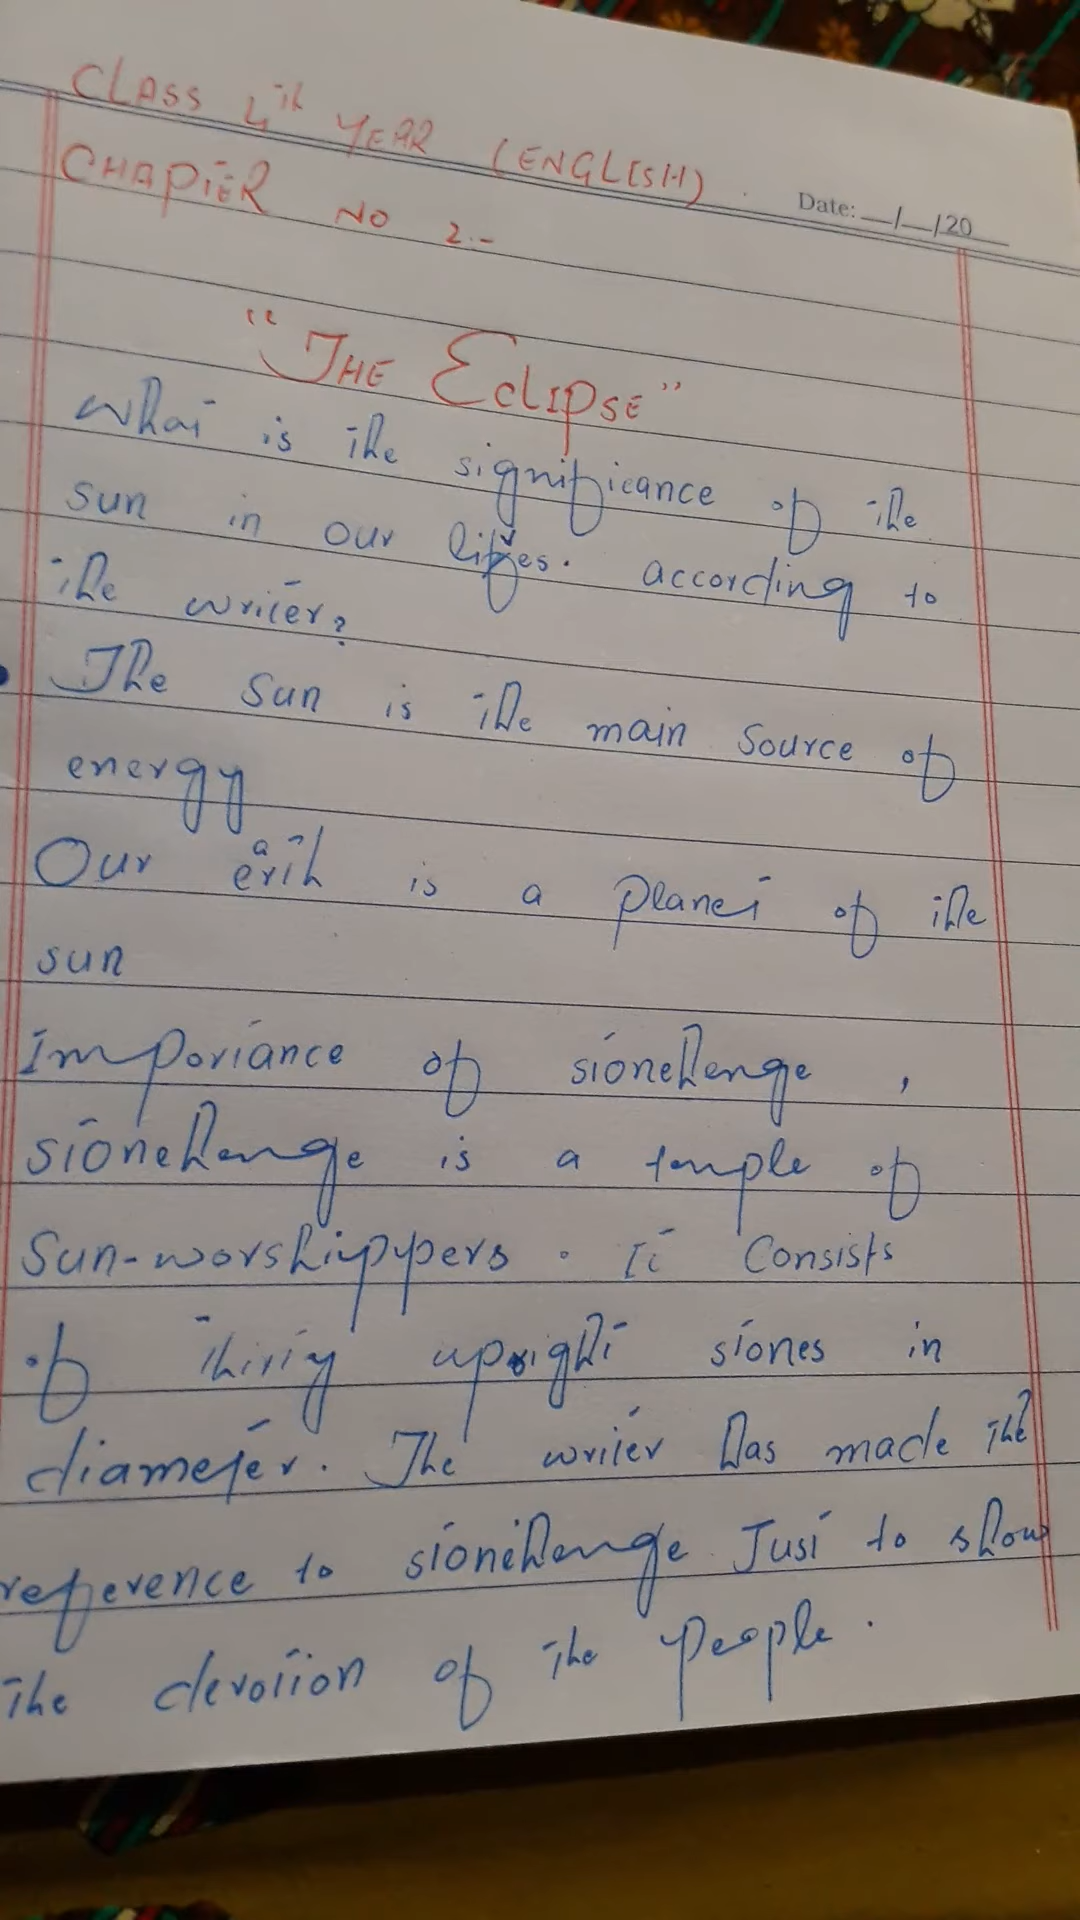 CLASS 4th YEAR (ENGLISH)
Date: __/__/20__
CHAPTER NO 2.-
"THE ECLIPSE"
What is the significance of the
sun in our lives. according to
the writer?
The Sun is the main Source of
energy
Our earth is a Planet of the
sun
Importance of stonehenge,
stonehenge is a temple of
Sun-worshippers. It Consists
of thirty upright stones in
diameter. The writer has made the
reference to stonehenge Just to show
the devotion of the people.